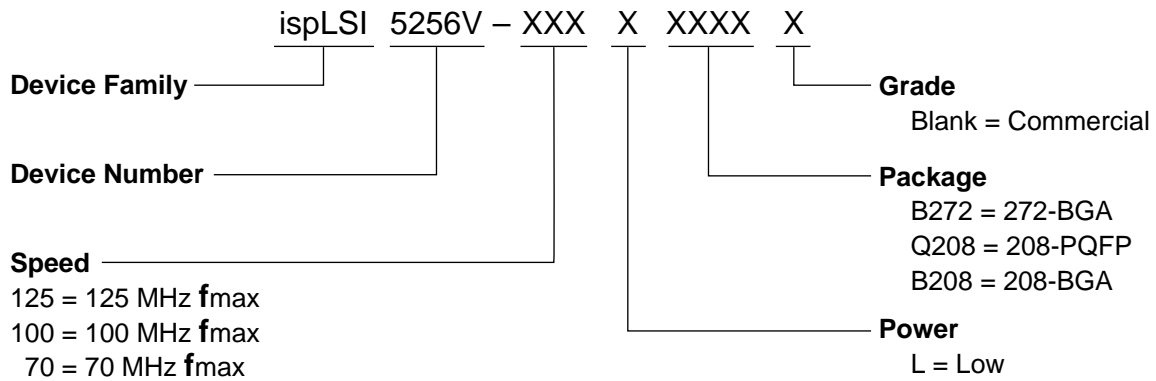 ispLSI 5256V – XXX X XXXX X
Device Family
Device Number
Speed
125 = 125 MHz fmax
100 = 100 MHz fmax
70 = 70 MHz fmax
Grade
Blank = Commercial
Package
B272 = 272-BGA
Q208 = 208-PQFP
B208 = 208-BGA
Power
L = Low